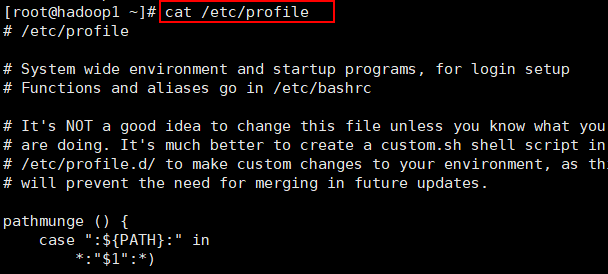 [root@hadoop1 ~]# cat /etc/profile
# /etc/profile
# System wide environment and startup programs, for login setup
# Functions and aliases go in /etc/bashrc
# It's NOT a good idea to change this file unless you know what you
# are doing. It's much better to create a custom.sh shell script in
# /etc/profile.d/ to make custom changes to your environment, as thi
# will prevent the need for merging in future updates.
pathmunge () {
case ":${PATH}:" in
*:"$1":*)